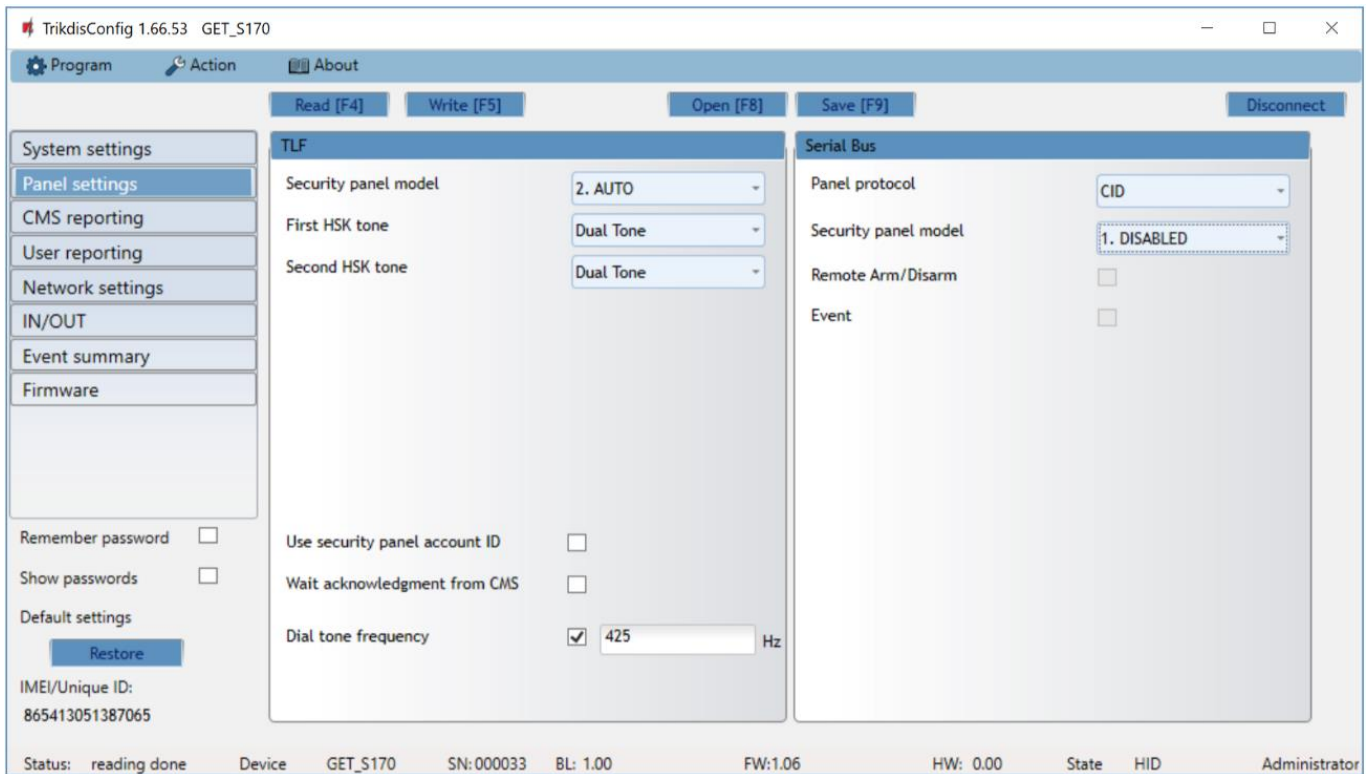 TrikdisConfig 1.66.53 GET_S170
Program Action About
Read [F4] Write [F5] Open [F8] Save [F9] Disconnect
System settings
Panel settings
CMS reporting
User reporting
Network settings
IN/OUT
Event summary
Firmware
Remember password
Show passwords
Default settings
Restore
IMEI/Unique ID:
865413051387065
TLF
Security panel model 2. AUTO
First HSK tone Dual Tone
Second HSK tone Dual Tone
Use security panel account ID
Wait acknowledgment from CMS
Dial tone frequency 425 Hz
Serial Bus
Panel protocol CID
Security panel model 1. DISABLED
Remote Arm/Disarm
Event
Status: reading done Device GET_S170 SN:000033 BL: 1.00 FW:1.06 HW: 0.00 State HID Administrator